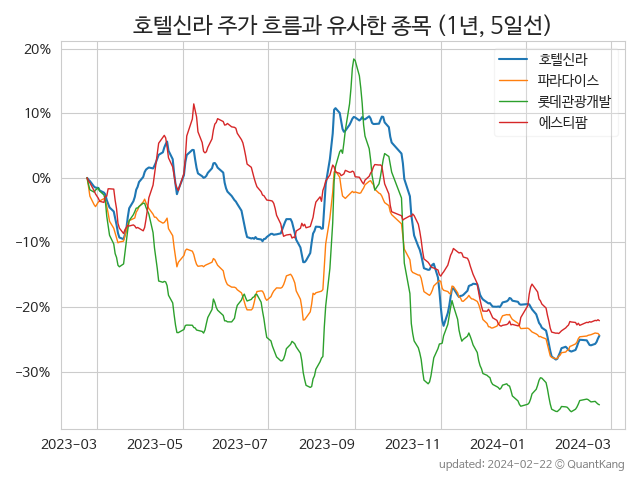 호텔신라 주가 흐름과 유사한 종목 (1년, 5일선)
호텔신라
파라다이스
롯데관광개발
에스티팜
20%
10%
0%
−10%
−20%
−30%
2023-03 2023-05 2023-07 2023-09 2023-11 2024-01 2024-03
updated: 2024-02-22 © QuantKang